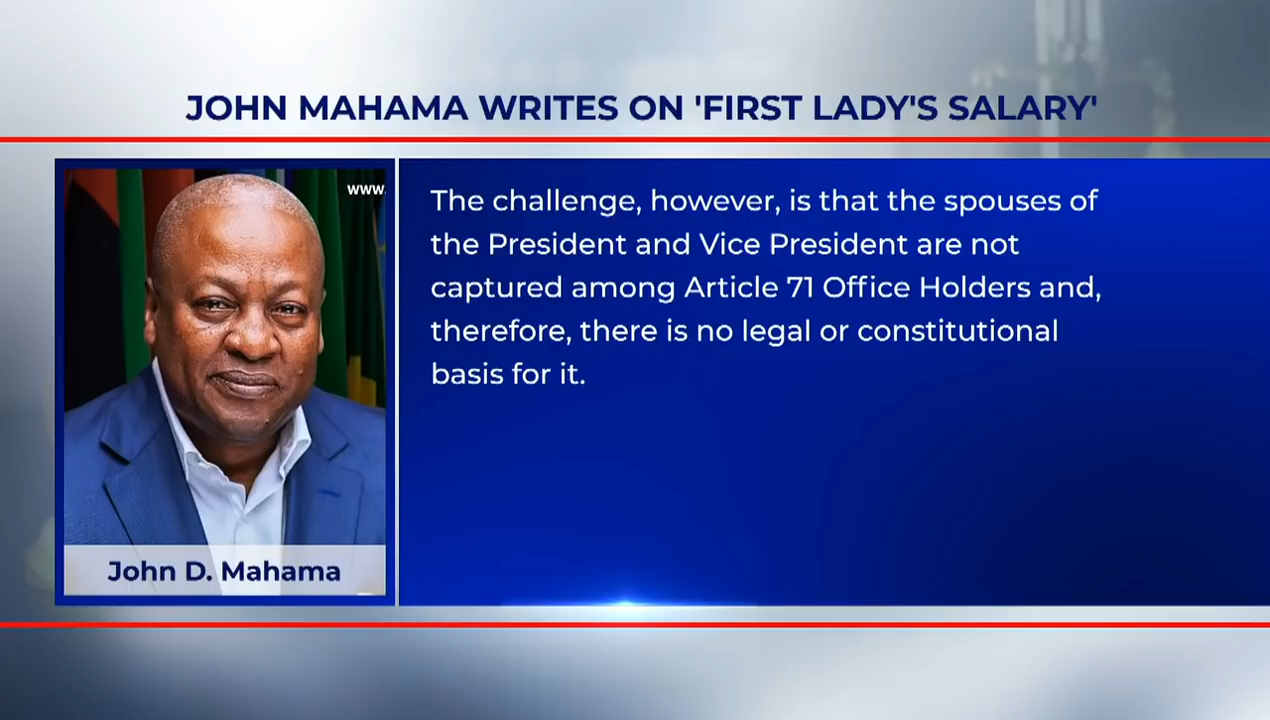 JOHN MAHAMA WRITES ON 'FIRST LADY'S SALARY'
www.
The challenge, however, is that the spouses of
the President and Vice President are not
captured among Article 71 Office Holders and,
therefore, there is no legal or constitutional
basis for it.
John D. Mahama